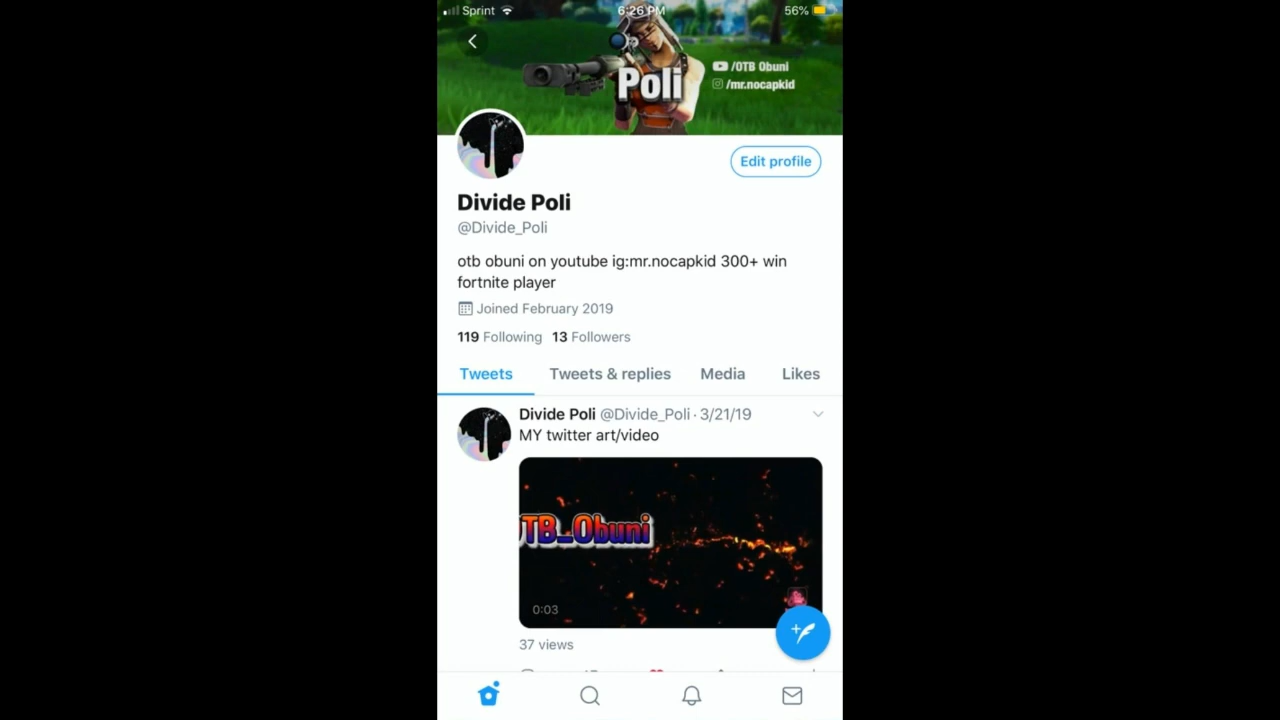 Sprint 6:26 PM 56%
/OTB Obuni
Poli
/mr.nocapkid
Edit profile
Divide Poli
@Divide_Poli
otb obuni on youtube ig:mr.nocapkid 300+ win
fortnite player
Joined February 2019
119 Following 13 Followers
Tweets Tweets & replies Media Likes
Divide Poli @Divide_Poli · 3/21/19
MY twitter art/video
TB_Obuni
0:03
37 views